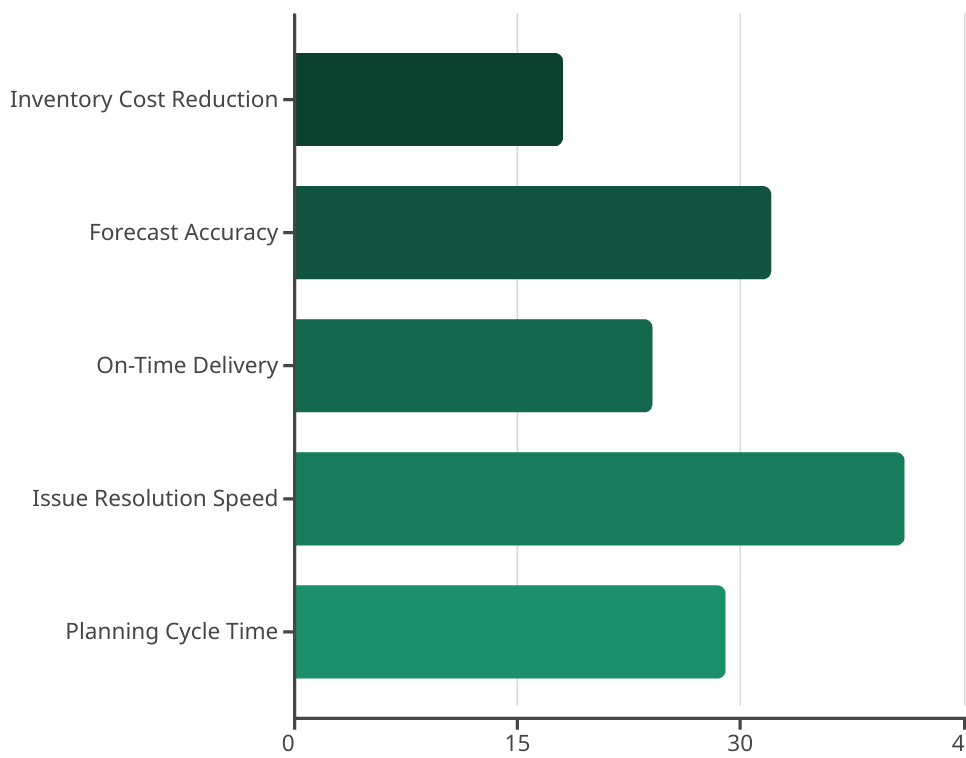 Inventory Cost Reduction
Forecast Accuracy
On-Time Delivery
Issue Resolution Speed
Planning Cycle Time
0 15 30 4